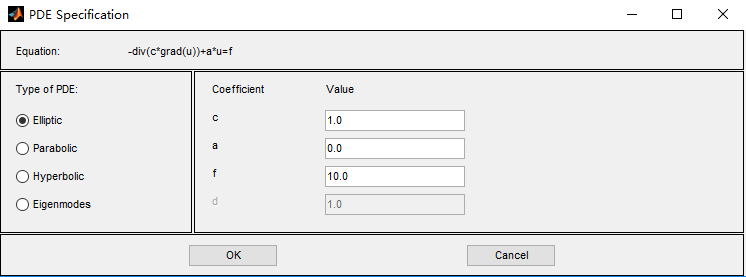 PDE Specification
Equation: -div(c*grad(u))+a*u=f
Type of PDE:
Elliptic
Parabolic
Hyperbolic
Eigenmodes
Coefficient Value
c 1.0
a 0.0
f 10.0
d 1.0
OK Cancel